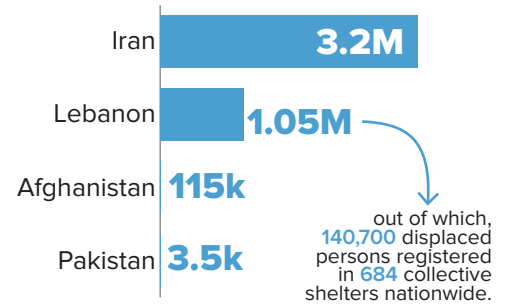 Iran 3.2M
Lebanon 1.05M
Afghanistan 115k
Pakistan 3.5k
out of which,
140,700 displaced
persons registered
in 684 collective
shelters nationwide.